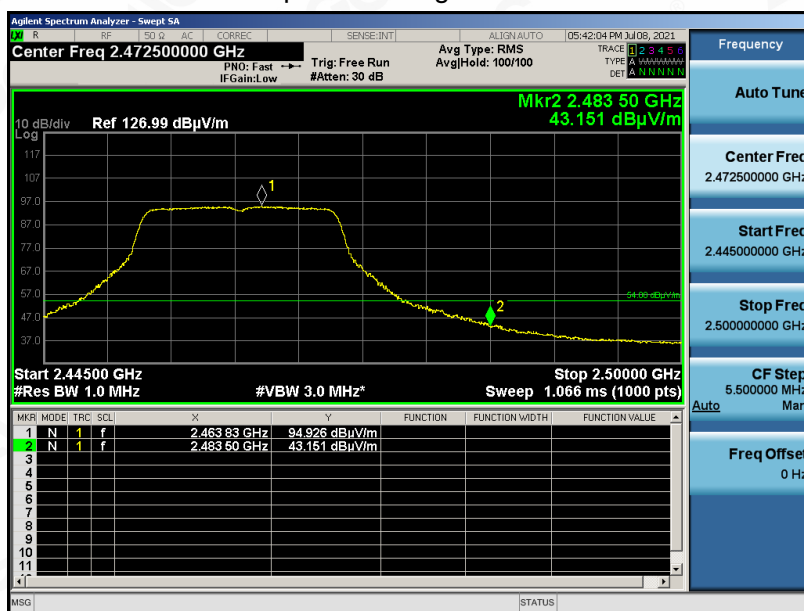 Agilent Spectrum Analyzer - Swept SA
LXI R RF 50 Ω AC CORREC SENSE:INT ALIGN AUTO 05:42:04 PM Jul 08, 2021
Center Freq 2.472500000 GHz
PNO: Fast
IFGain:Low
Trig: Free Run
#Atten: 30 dB
Avg Type: RMS
Avg|Hold: 100/100
TRACE 1 2 3 4 5 6
TYPE A WWWWW
DET A N N N N N
Mkr2 2.483 50 GHz
43.151 dBµV/m
10 dB/div Ref 126.99 dBµV/m
Log
117
107
97.0
87.0
77.0
67.0
57.0
47.0
37.0
1
54.00 dBµV/m
2
Start 2.44500 GHz Stop 2.50000 GHz
#Res BW 1.0 MHz #VBW 3.0 MHz* Sweep 1.066 ms (1000 pts)
MKR MODE TRC SCL X Y FUNCTION FUNCTION WIDTH FUNCTION VALUE
1 N 1 f 2.463 83 GHz 94.926 dBµV/m
2 N 1 f 2.483 50 GHz 43.151 dBµV/m
3
4
5
6
7
8
9
10
11
MSG STATUS
Frequency
Auto Tune
Center Freq
2.472500000 GHz
Start Freq
2.445000000 GHz
Stop Freq
2.500000000 GHz
CF Step
5.500000 MHz
Auto Man
Freq Offset
0 Hz